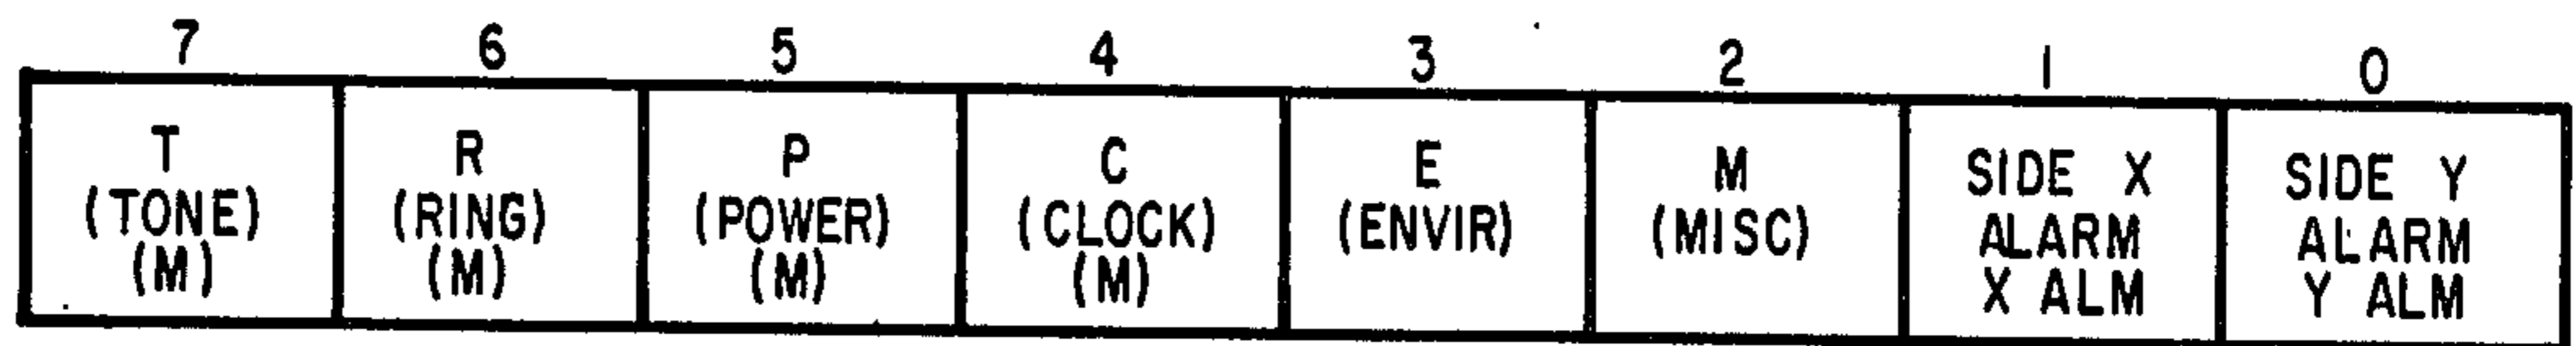 7 6 5 4 3 2 1 0
T R P C E M SIDE X SIDE Y
(TONE) (RING) (POWER) (CLOCK) (ENVIR) (MISC) ALARM ALARM
(M) (M) (M) (M) X ALM Y ALM